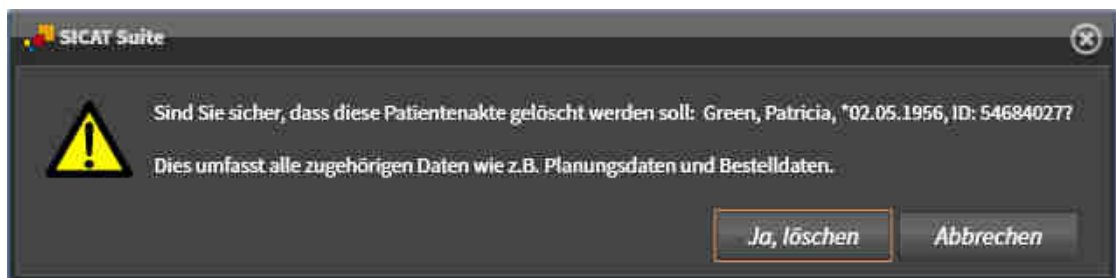 SICAT Suite
Sind Sie sicher, dass diese Patientenakte gelöscht werden soll: Green, Patricia, *02.05.1956, ID: 54684027?
Dies umfasst alle zugehörigen Daten wie z.B. Planungsdaten und Bestelldaten.
Ja, löschen Abbrechen